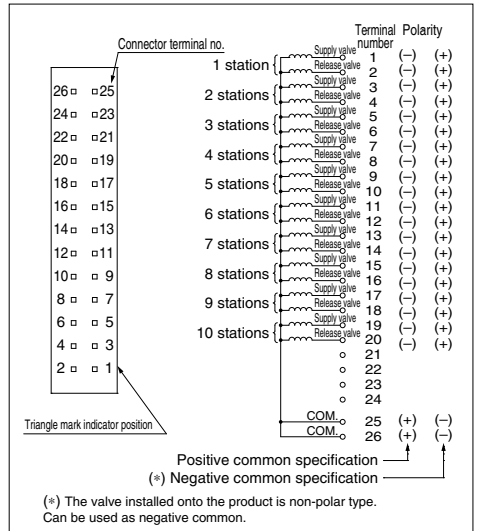 Connector terminal no.
26 25
24 23
22 21
20 19
18 17
16 15
14 13
12 11
10 9
8 7
6 5
4 3
2 1
Triangle mark indicator position
Terminal number Polarity
1 station { Supply valve 1 (–) (+)
Release valve 2 (–) (+)
2 stations { Supply valve 3 (–) (+)
Release valve 4 (–) (+)
3 stations { Supply valve 5 (–) (+)
Release valve 6 (–) (+)
4 stations { Supply valve 7 (–) (+)
Release valve 8 (–) (+)
5 stations { Supply valve 9 (–) (+)
Release valve 10 (–) (+)
6 stations { Supply valve 11 (–) (+)
Release valve 12 (–) (+)
7 stations { Supply valve 13 (–) (+)
Release valve 14 (–) (+)
8 stations { Supply valve 15 (–) (+)
Release valve 16 (–) (+)
9 stations { Supply valve 17 (–) (+)
Release valve 18 (–) (+)
10 stations { Supply valve 19 (–) (+)
Release valve 20 (–) (+)
21
22
23
24
COM. 25 (+) (–)
COM. 26 (+) (–)
Positive common specification
(*) Negative common specification
(*) The valve installed onto the product is non-polar type.
Can be used as negative common.